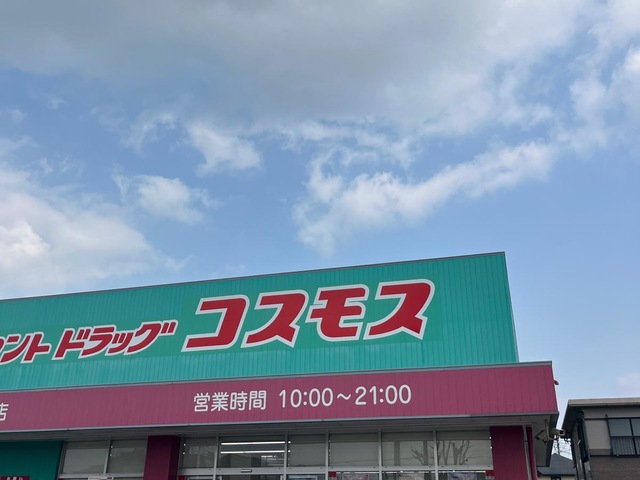 ント ドラッグ コスモス
店 営業時間 10:00〜21:00